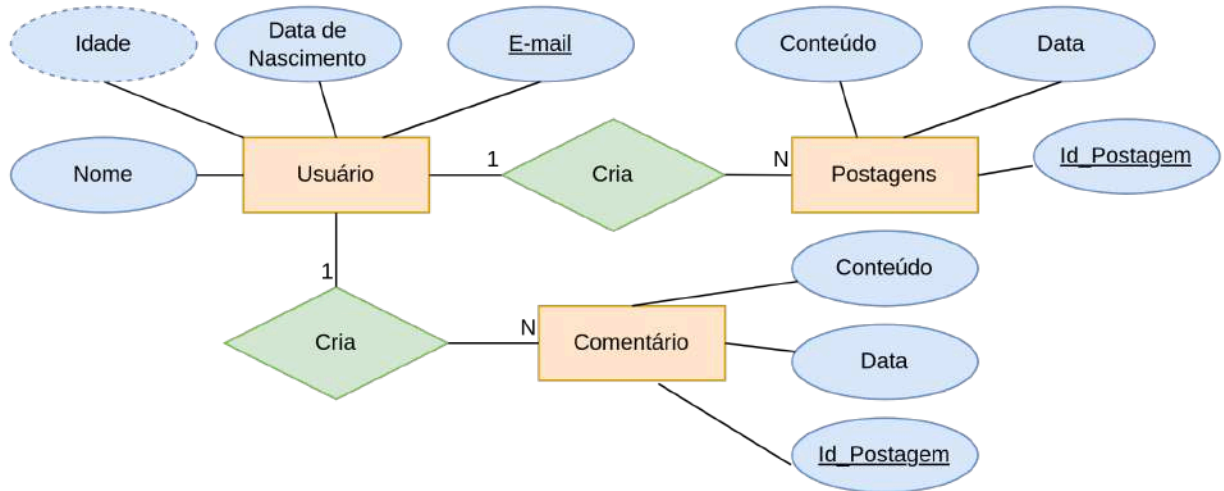 Idade
Data de
Nascimento
E-mail
Conteúdo
Data
Nome
Usuário
1
Cria
N
Postagens
Id_Postagem
1
Cria
N
Comentário
Conteúdo
Data
Id_Postagem